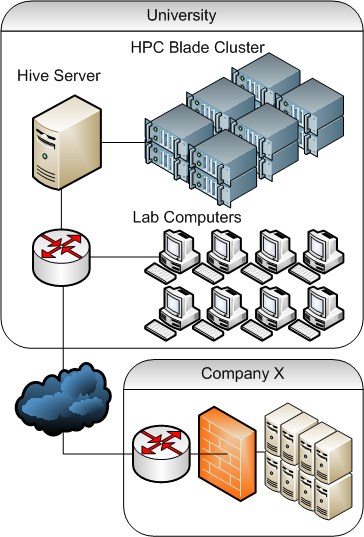 University
HPC Blade Cluster
Hive Server
Lab Computers
Company X